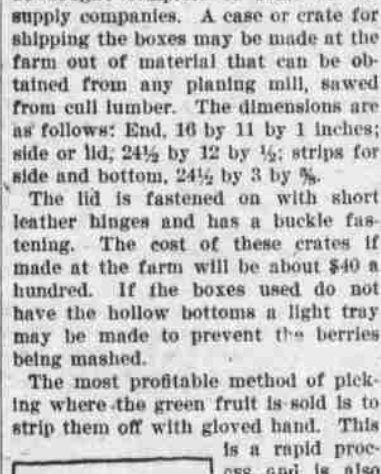 supply companies. A case or crate for
shipping the boxes may be made at the
farm out of material that can be ob-
tained from any planing mill, sawed
from cull lumber. The dimensions are
as follows: End, 16 by 11 by 1 inches;
side or lid, 24½ by 12 by ½; strips for
side and bottom, 24½ by 3 by ⅜.
The lid is fastened on with short
leather hinges and has a buckle fas-
tening. The cost of these crates if
made at the farm will be about $40 a
hundred. If the boxes used do not
have the hollow bottoms a light tray
may be made to prevent the berries
being mashed.
The most profitable method of pick-
ing where the green fruit is sold is to
strip them off with gloved hand. This
is a rapid proc-
ess and is also